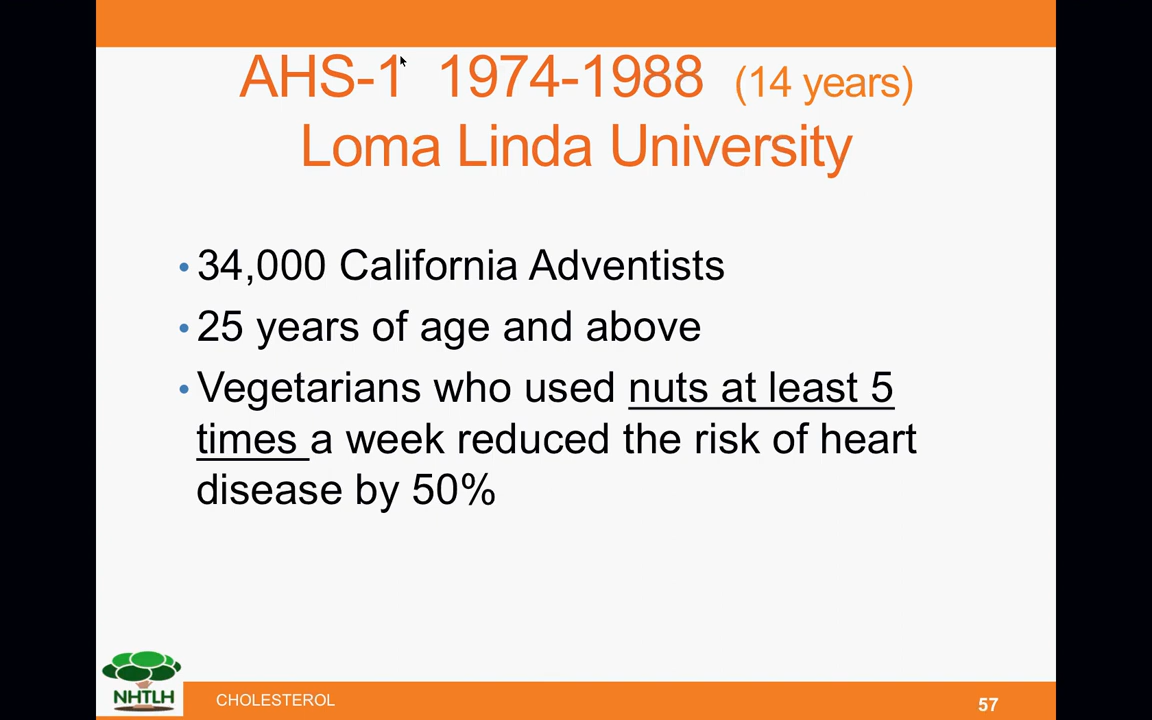 AHS-1 1974-1988 (14 years)
Loma Linda University
• 34,000 California Adventists
• 25 years of age and above
• Vegetarians who used nuts at least 5
times a week reduced the risk of heart
disease by 50%
NHTLH
CHOLESTEROL
57